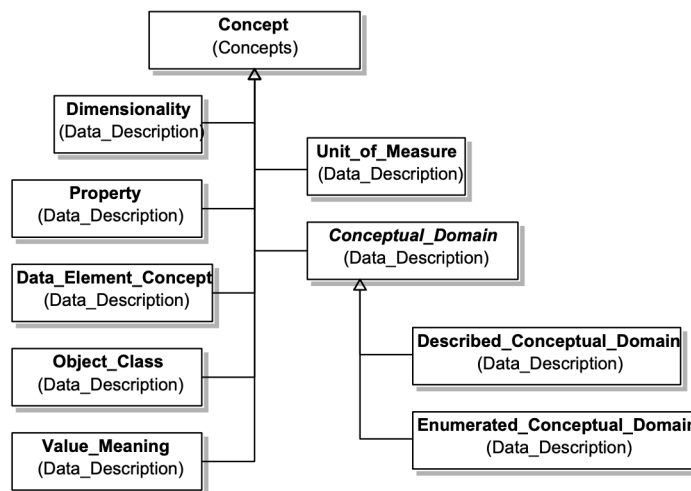 Concept
(Concepts)
Dimensionality
(Data_Description)
Unit_of_Measure
(Data_Description)
Property
(Data_Description)
Conceptual_Domain
(Data_Description)
Data_Element_Concept
(Data_Description)
Described_Conceptual_Domain
(Data_Description)
Object_Class
(Data_Description)
Enumerated_Conceptual_Domain
(Data_Description)
Value_Meaning
(Data_Description)